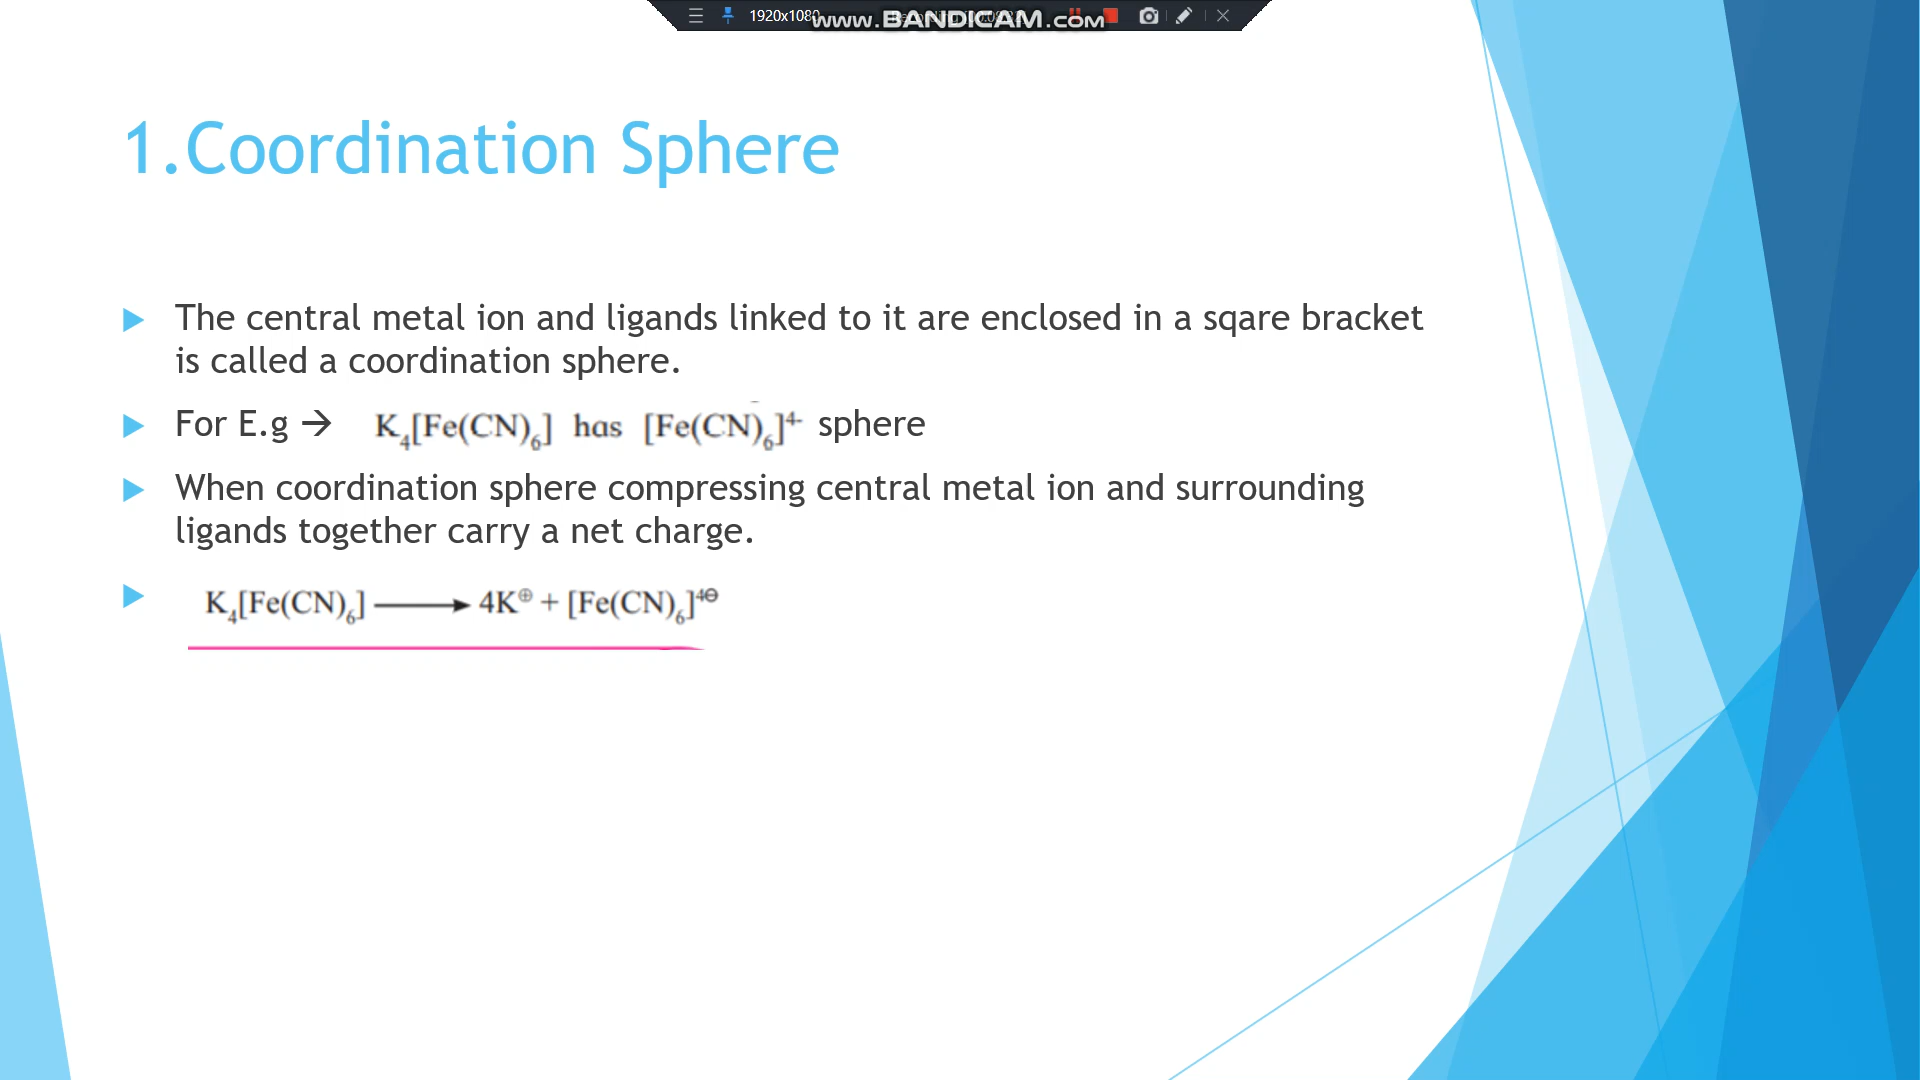 1920x1080
www.BANDICAM.com
1.Coordination Sphere
The central metal ion and ligands linked to it are enclosed in a sqare bracket
is called a coordination sphere.
For E.g → K₄[Fe(CN)₆] has [Fe(CN)₆]⁴⁻ sphere
When coordination sphere compressing central metal ion and surrounding
ligands together carry a net charge.
K₄[Fe(CN)₆] ⟶ 4K^⊕ + [Fe(CN)₆]^4⊖